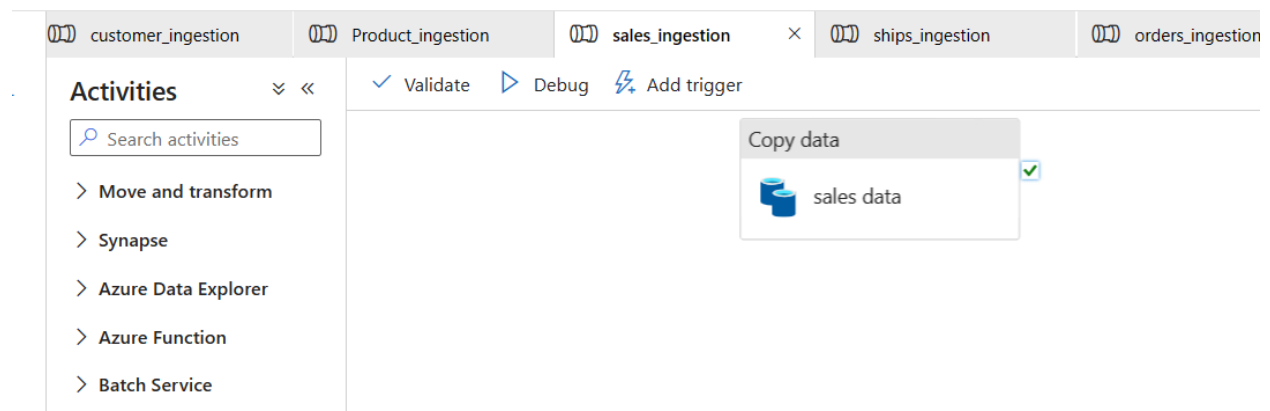 customer_ingestion
Product_ingestion
sales_ingestion
ships_ingestion
orders_ingestion
Activities
Validate
Debug
Add trigger
Search activities
Copy data
sales data
Move and transform
Synapse
Azure Data Explorer
Azure Function
Batch Service